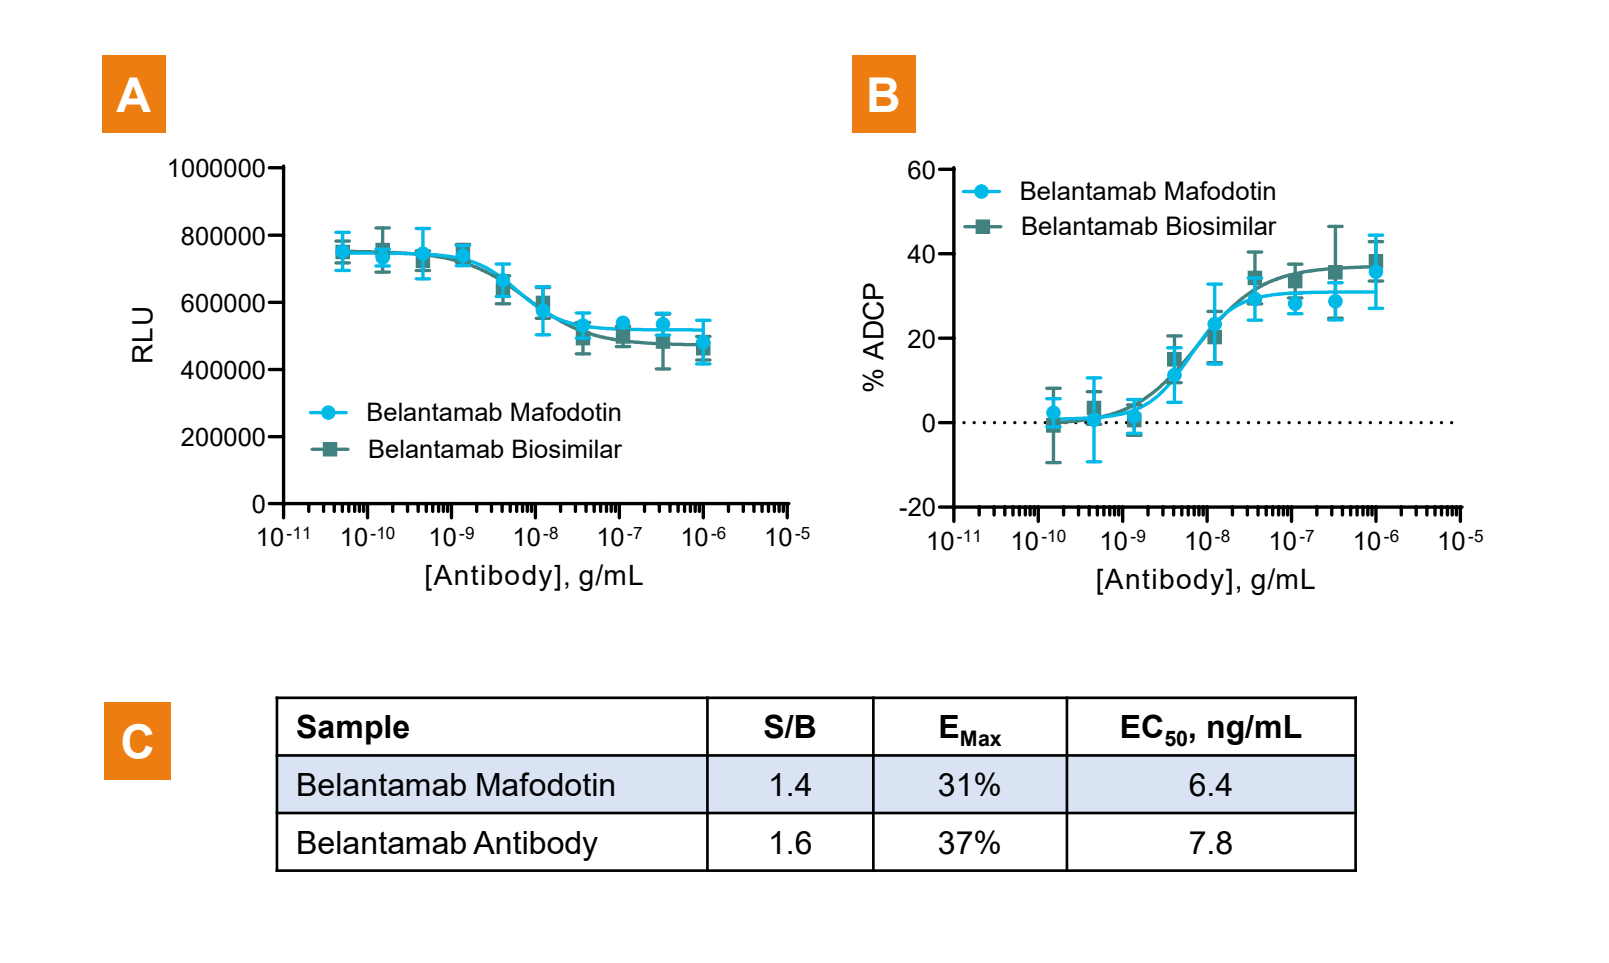 A
B
1000000
800000
600000
400000
200000
0
RLU
Belantamab Mafodotin
Belantamab Biosimilar
10-11 10-10 10-9 10-8 10-7 10-6 10-5
[Antibody], g/mL
60
40
20
0
-20
% ADCP
Belantamab Mafodotin
Belantamab Biosimilar
10-11 10-10 10-9 10-8 10-7 10-6 10-5
[Antibody], g/mL
C
Sample S/B EMax EC50, ng/mL
Belantamab Mafodotin 1.4 31% 6.4
Belantamab Antibody 1.6 37% 7.8